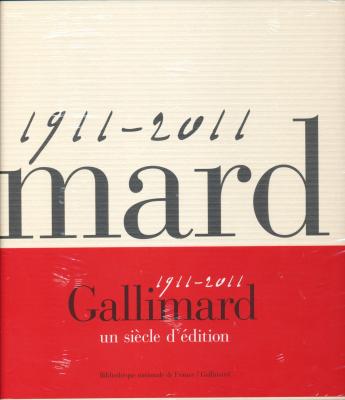 1911–2011
mard
1911–2011
Gallimard
un siècle d'édition
Bibliothèque nationale de France / Gallimard